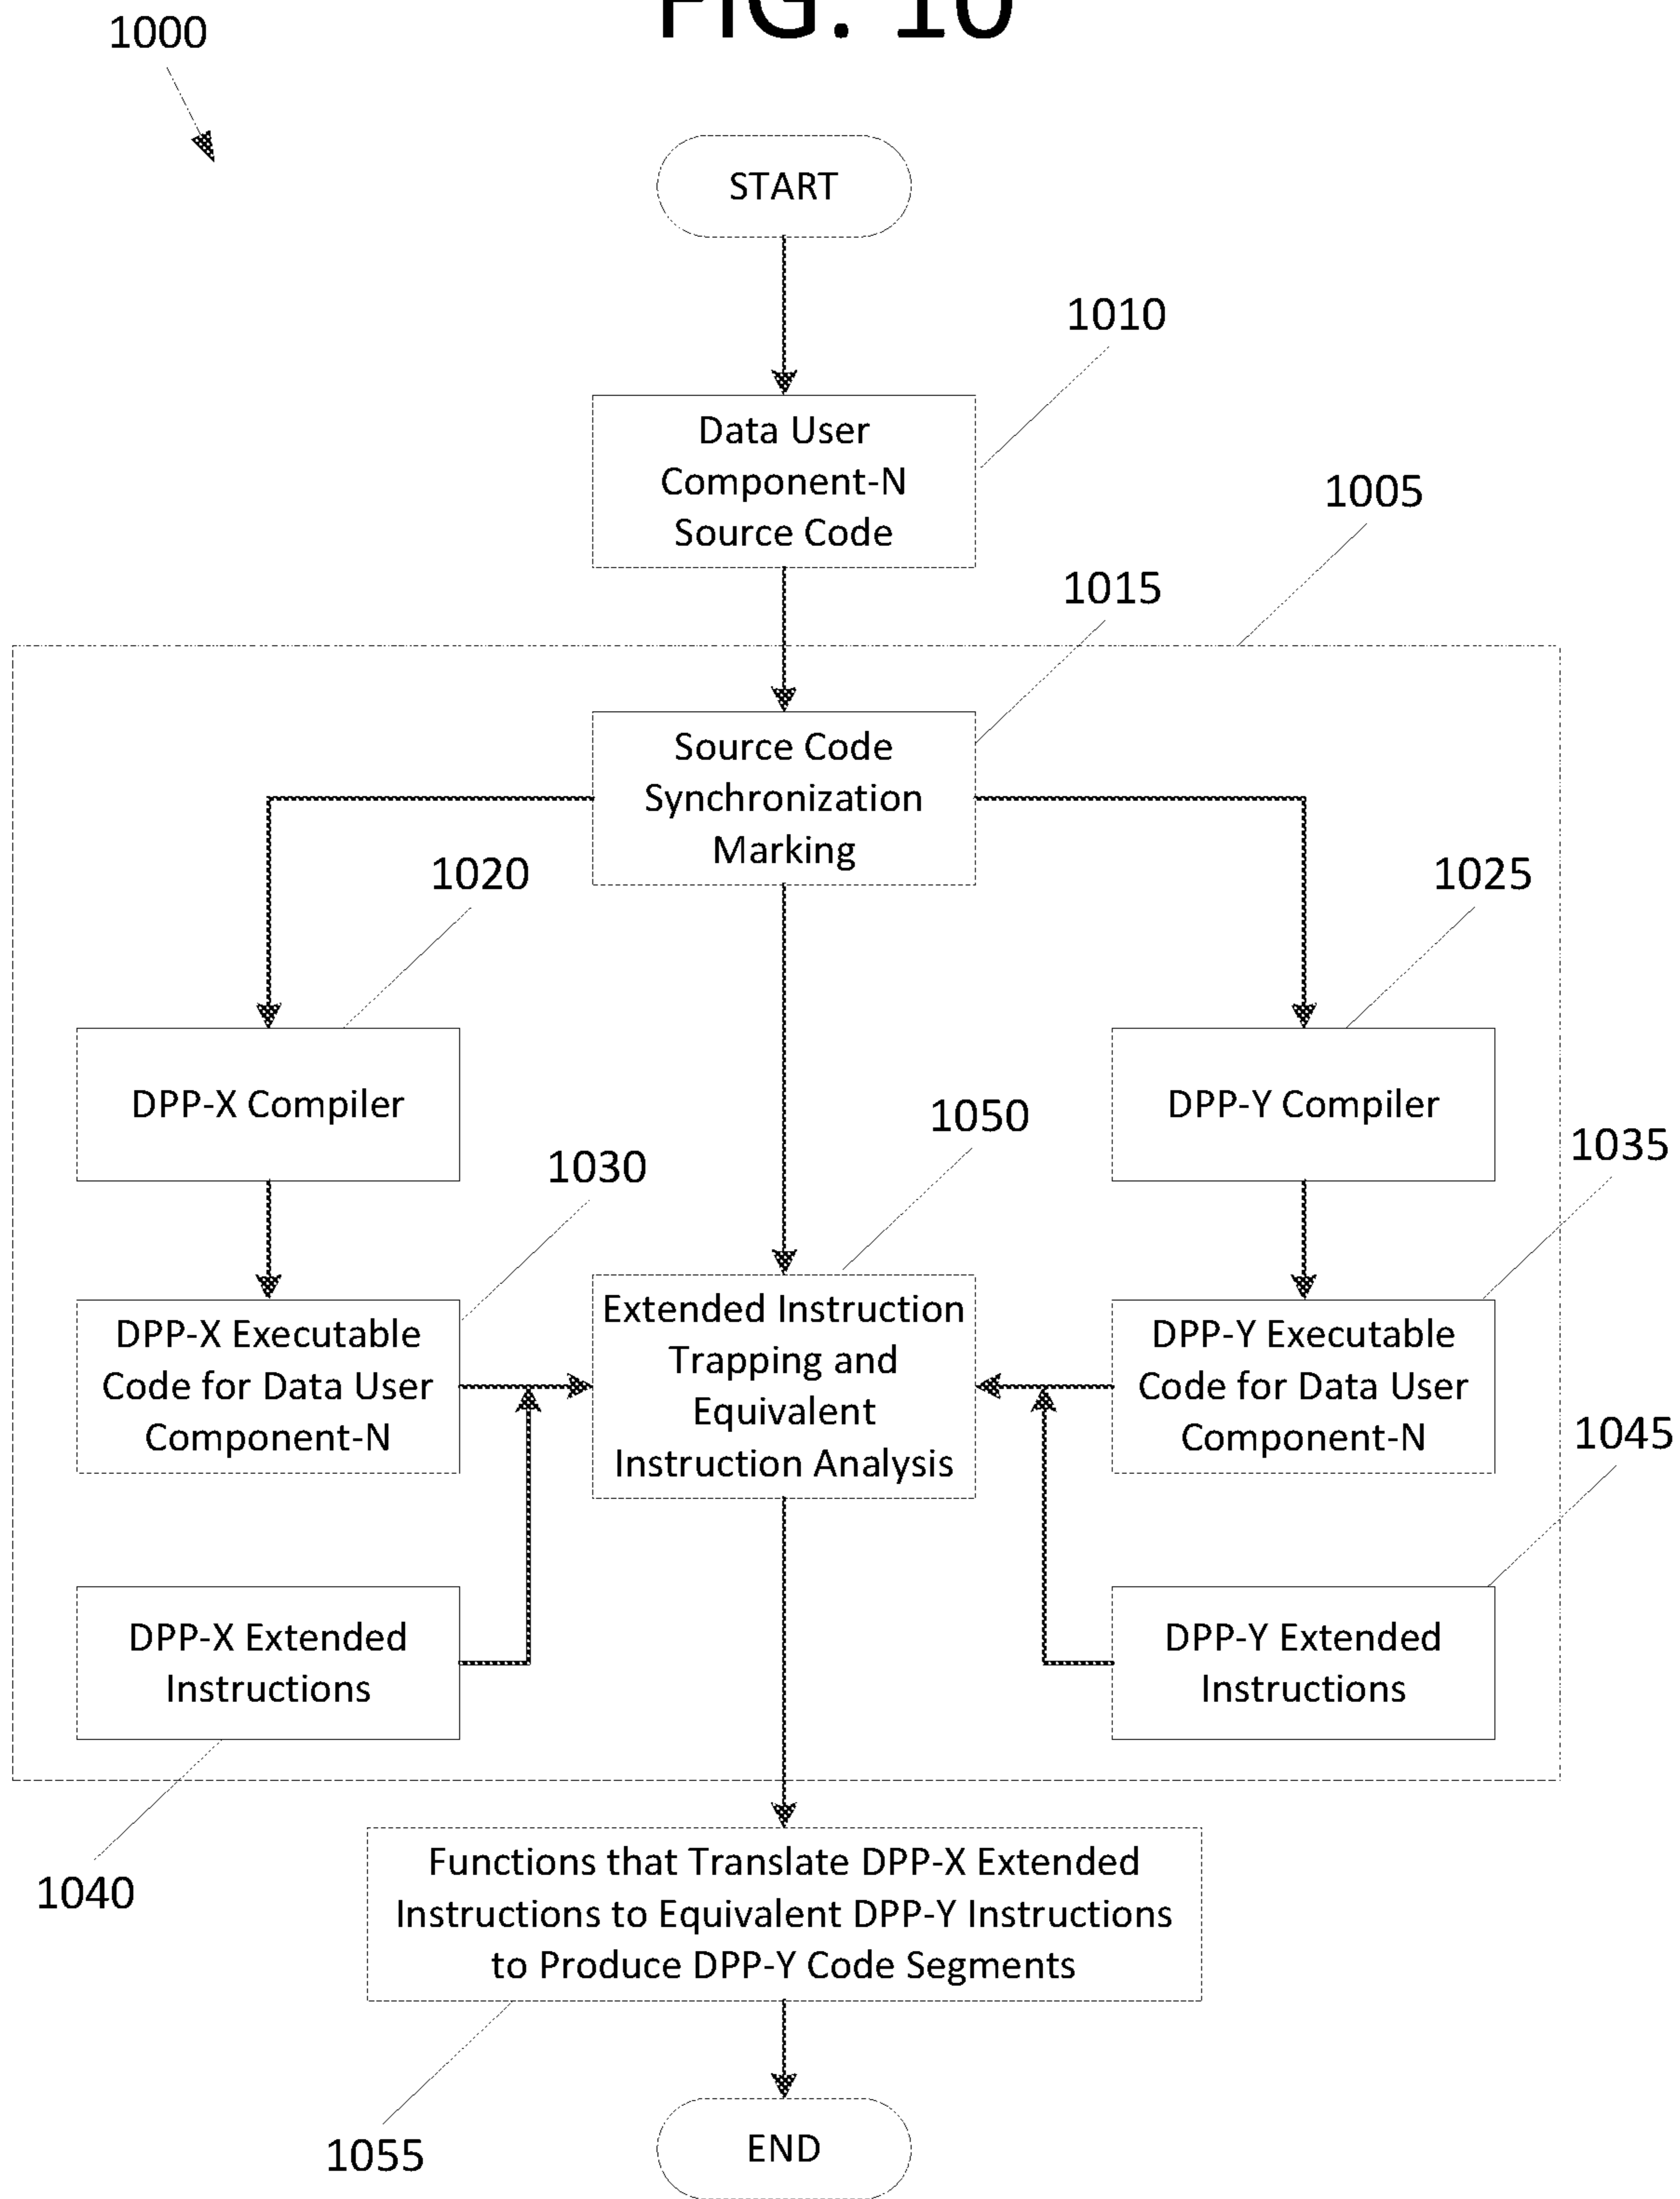 FIG. 10
1000
START
1010
Data User
Component-N
Source Code
1005
1015
Source Code
Synchronization
Marking
1020
1025
DPP-X Compiler
DPP-Y Compiler
1050
1035
1030
Extended Instruction
Trapping and
Equivalent
Instruction Analysis
DPP-X Executable
Code for Data User
Component-N
DPP-Y Executable
Code for Data User
Component-N
1045
DPP-X Extended
Instructions
DPP-Y Extended
Instructions
1040
Functions that Translate DPP-X Extended
Instructions to Equivalent DPP-Y Instructions
to Produce DPP-Y Code Segments
1055
END